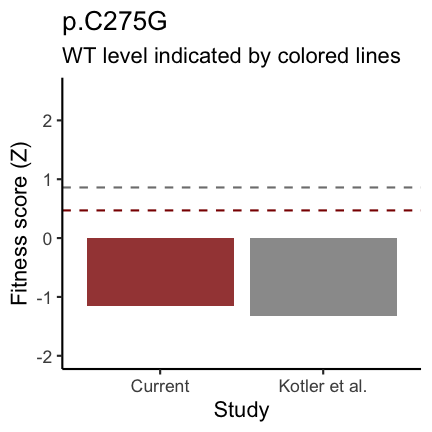 p.C275G
WT level indicated by colored lines
Fitness score (Z)
2
1
0
-1
-2
Current
Kotler et al.
Study